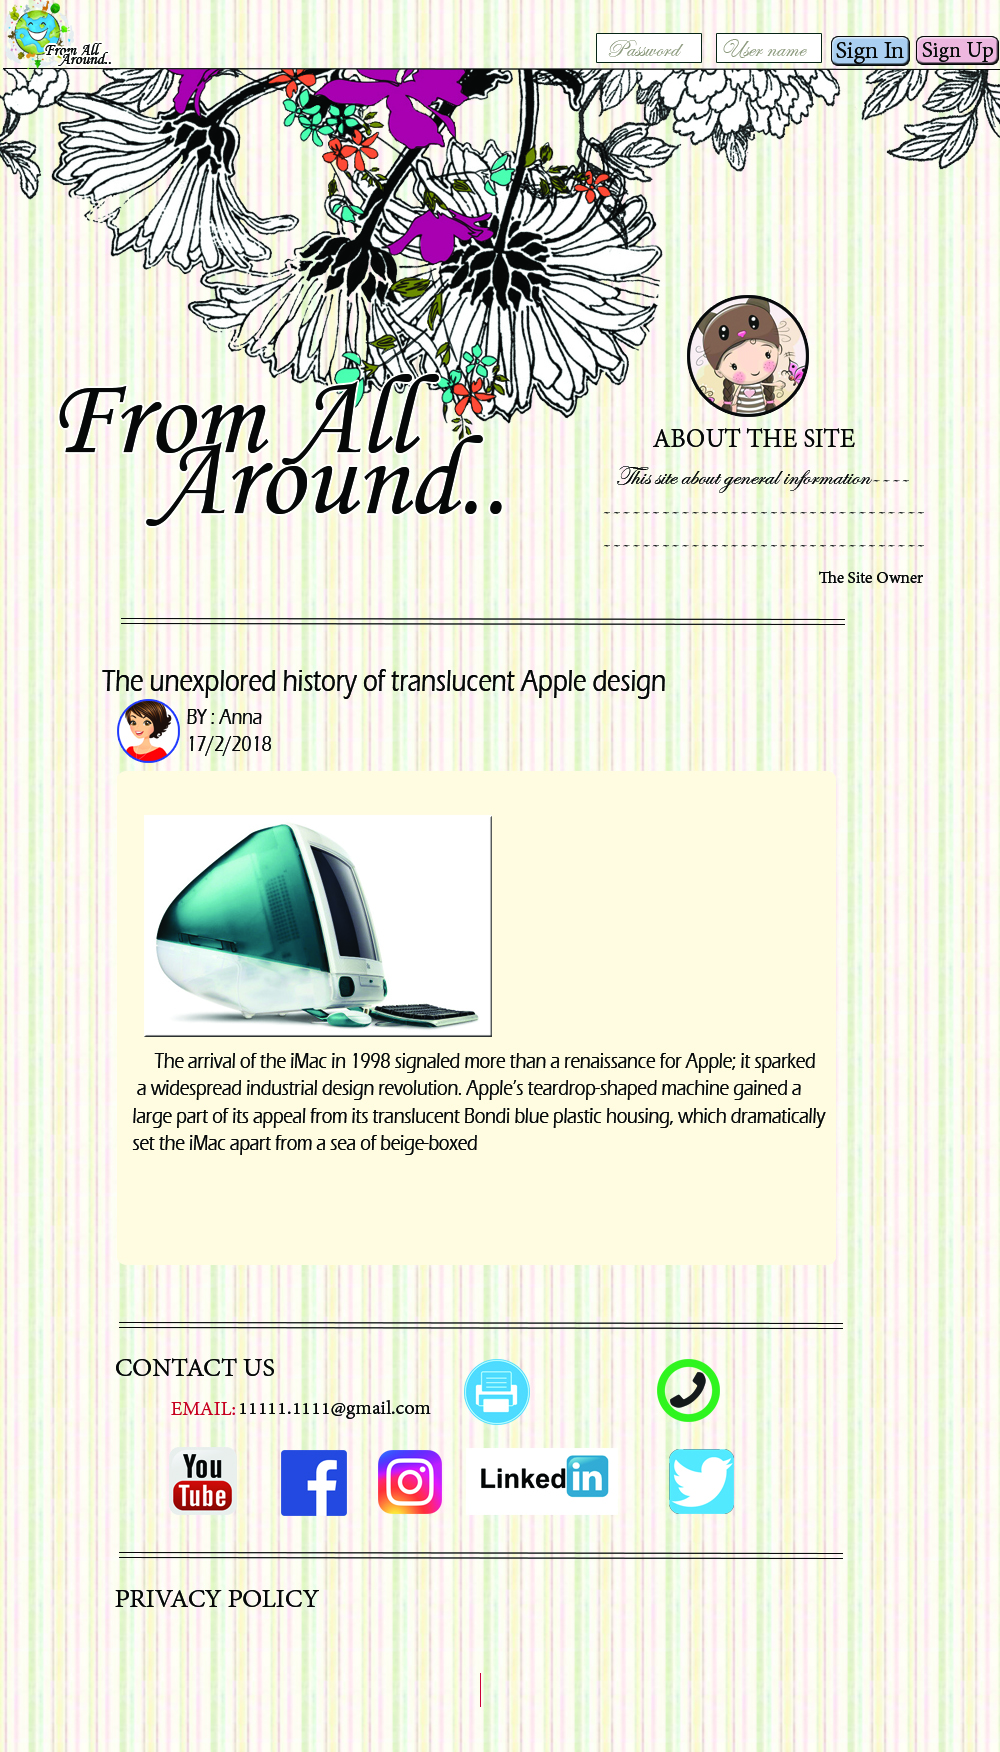 From All
Around..
Password
User name
Sign In
Sign Up
From All
Around..
ABOUT THE SITE
This site about general information----
The Site Owner
The unexplored history of translucent Apple design
BY : Anna
17/2/2018
The arrival of the iMac in 1998 signaled more than a renaissance for Apple; it sparked
a widespread industrial design revolution. Apple's teardrop-shaped machine gained a
large part of its appeal from its translucent Bondi blue plastic housing, which dramatically
set the iMac apart from a sea of beige-boxed
CONTACT US
EMAIL: 11111.1111@gmail.com
You
Tube
Linked in
PRIVACY POLICY